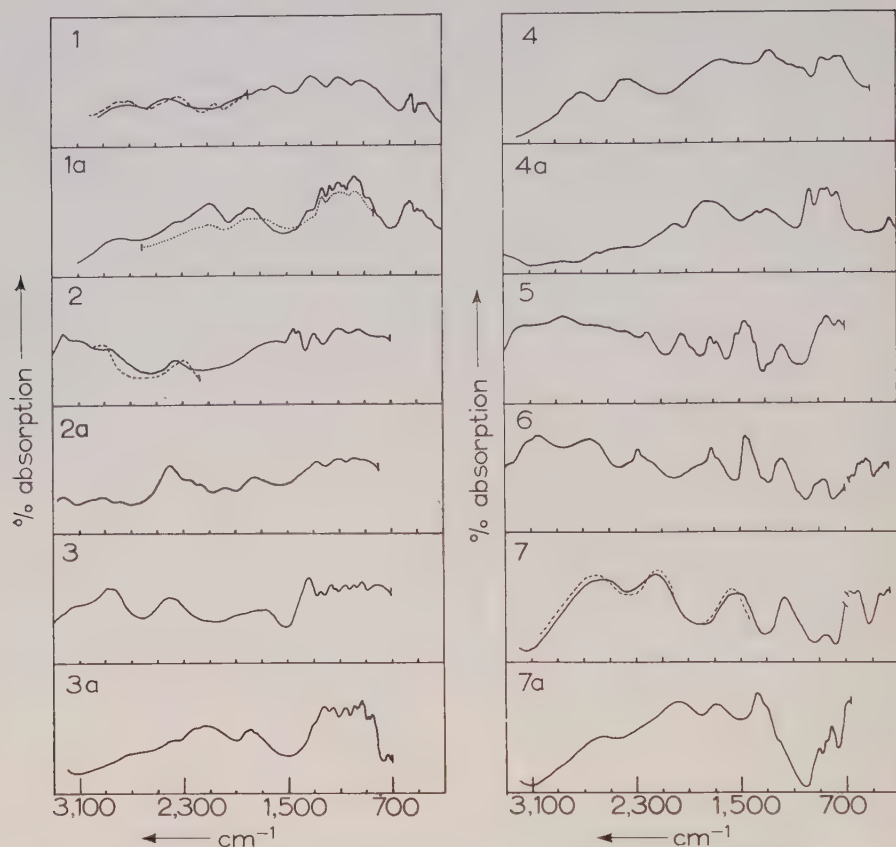 1
1a
2
2a
3
3a
% absorption
3,100 2,300 1,500 700
cm⁻¹
4
4a
5
6
7
7a
% absorption
3,100 2,300 1,500 700
cm⁻¹